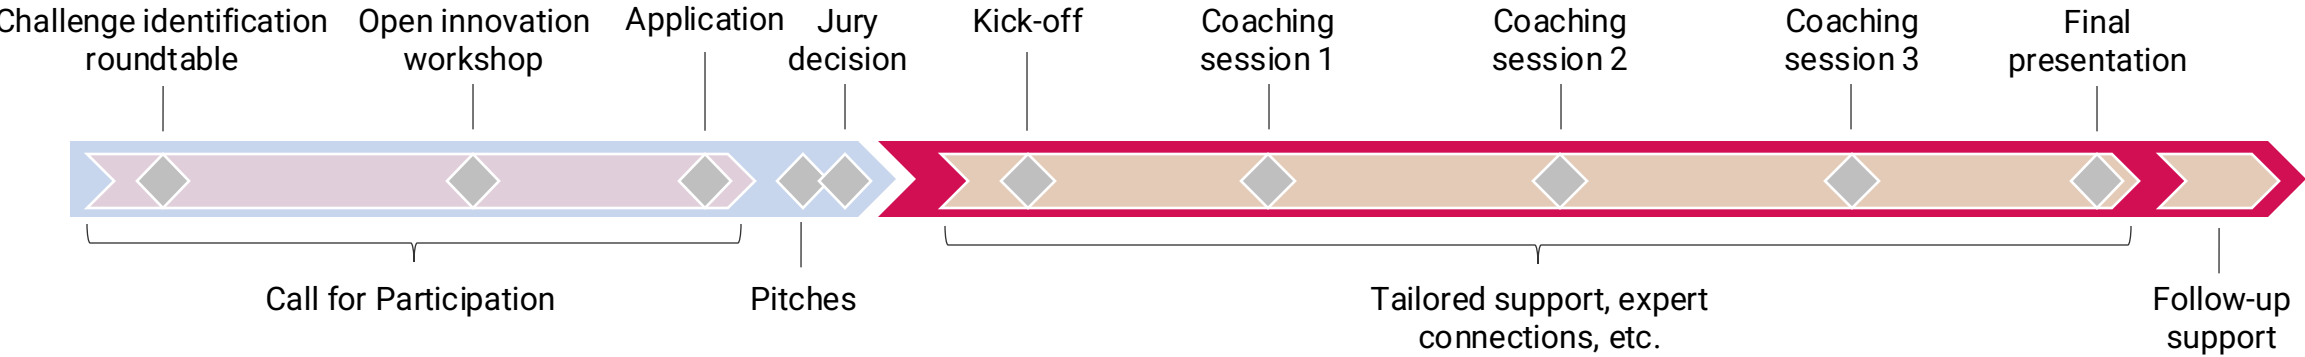 Challenge identification
roundtable
Open innovation
workshop
Application
Jury
decision
Kick-off
Coaching
session 1
Coaching
session 2
Coaching
session 3
Final
presentation
Call for Participation
Pitches
Tailored support, expert
connections, etc.
Follow-up
support